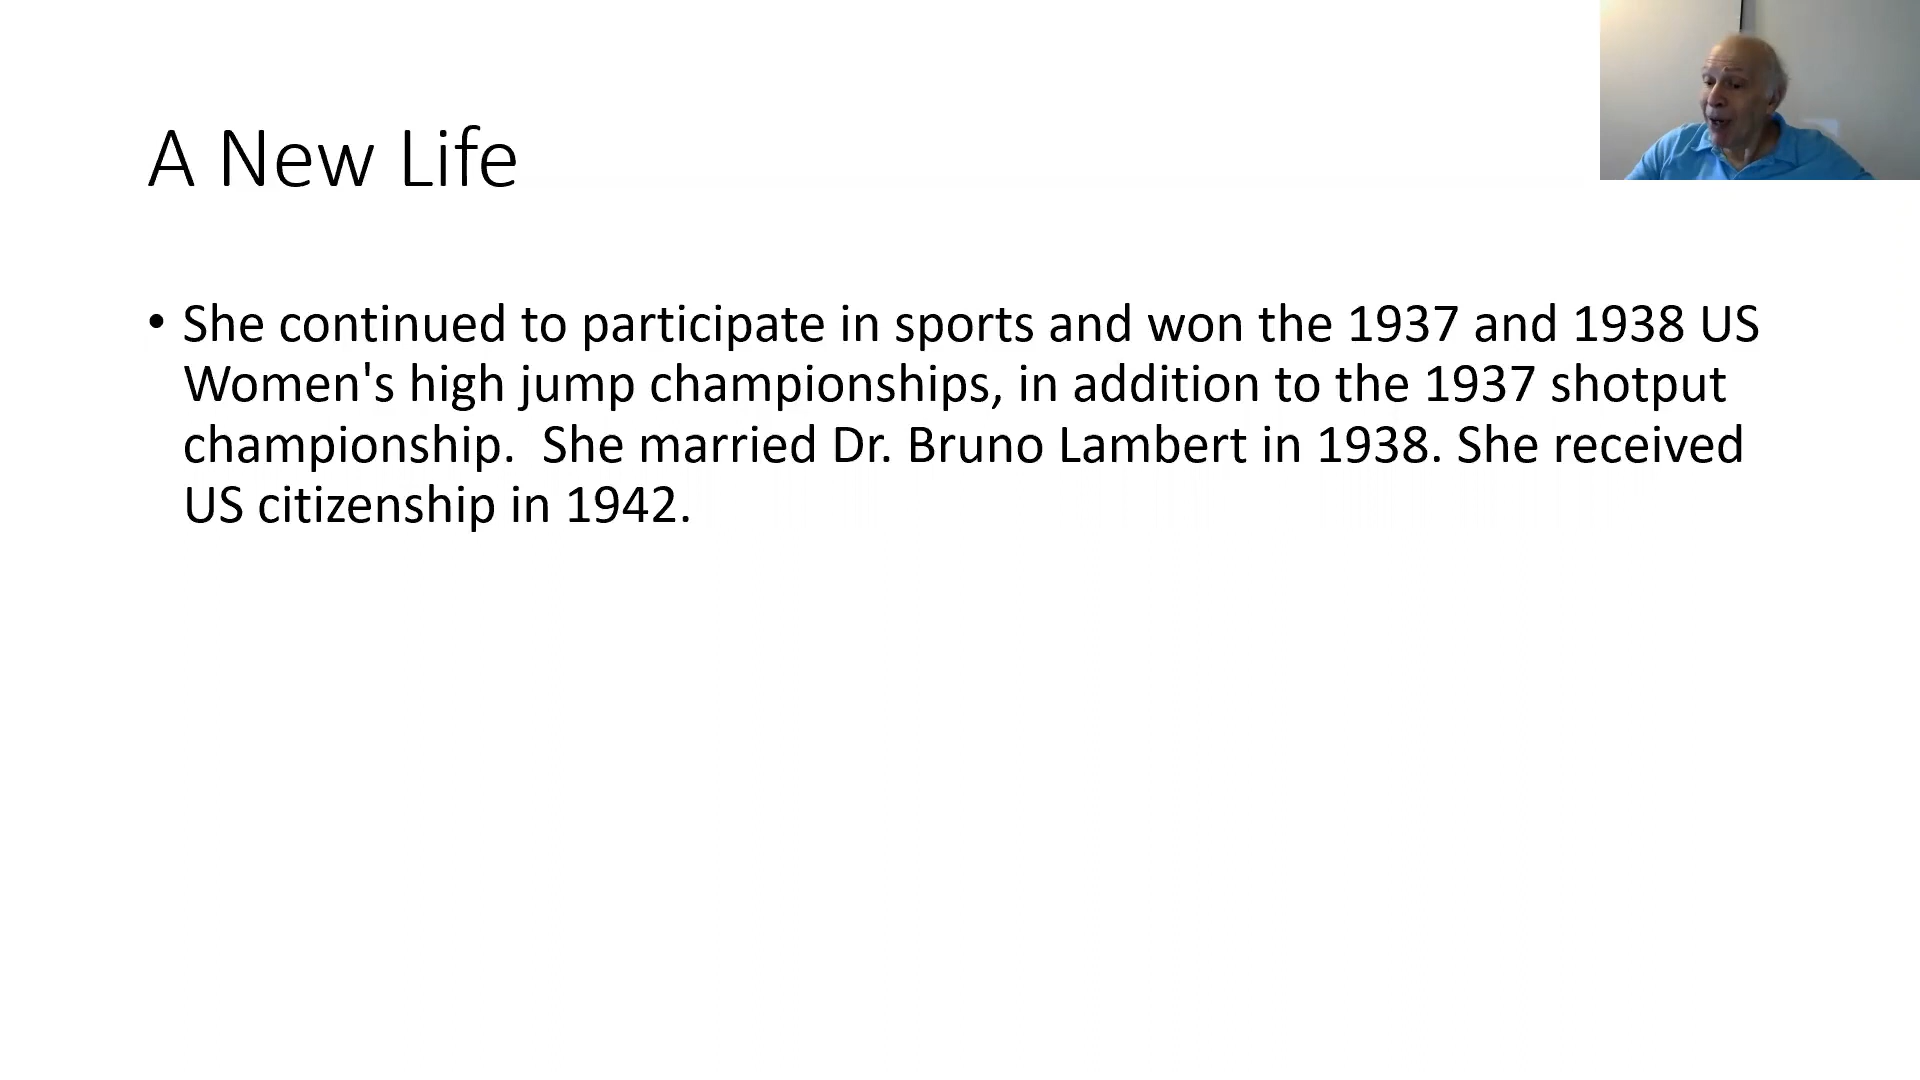 A New Life
• She continued to participate in sports and won the 1937 and 1938 US
Women's high jump championships, in addition to the 1937 shotput
championship.  She married Dr. Bruno Lambert in 1938. She received
US citizenship in 1942.